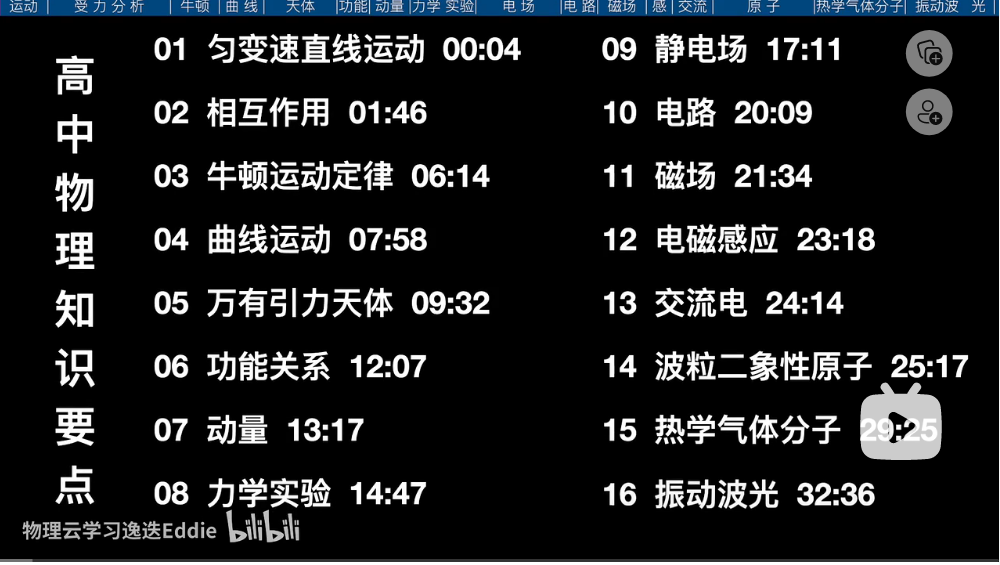 运动 | 受 力 分 析 | 牛顿 | 曲 线 | 天体 |功能| 动量 |力学 实验| 电 场 |电 路| 磁场 | 感 | 交流 | 原 子 |热学气体分子| 振动波 光 |
高中物理知识要点
01 匀变速直线运动 00:04
02 相互作用 01:46
03 牛顿运动定律 06:14
04 曲线运动 07:58
05 万有引力天体 09:32
06 功能关系 12:07
07 动量 13:17
08 力学实验 14:47
09 静电场 17:11
10 电路 20:09
11 磁场 21:34
12 电磁感应 23:18
13 交流电 24:14
14 波粒二象性原子 25:17
15 热学气体分子 29:25
16 振动波光 32:36
物理云学习逸迭Eddie bilibili